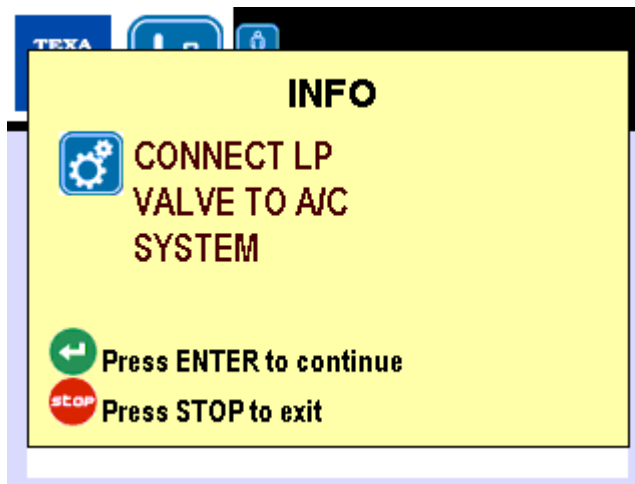 TEXA
INFO
CONNECT LP
VALVE TO A/C
SYSTEM
Press ENTER to continue
stop Press STOP to exit